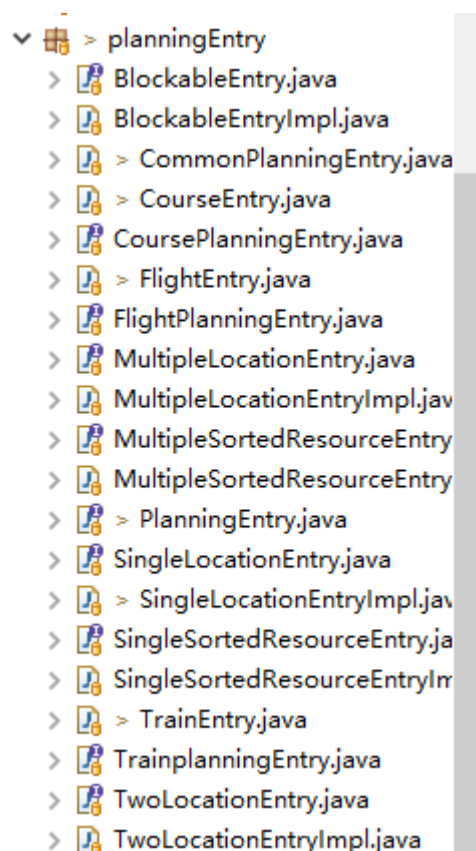 > planningEntry
BlockableEntry.java
BlockableEntryImpl.java
> CommonPlanningEntry.java
> CourseEntry.java
CoursePlanningEntry.java
> FlightEntry.java
FlightPlanningEntry.java
MultipleLocationEntry.java
MultipleLocationEntryImpl.jav
MultipleSortedResourceEntry
MultipleSortedResourceEntry
> PlanningEntry.java
SingleLocationEntry.java
> SingleLocationEntryImpl.jav
SingleSortedResourceEntry.ja
SingleSortedResourceEntryIm
> TrainEntry.java
TrainplanningEntry.java
TwoLocationEntry.java
TwoLocationEntryImpl.java